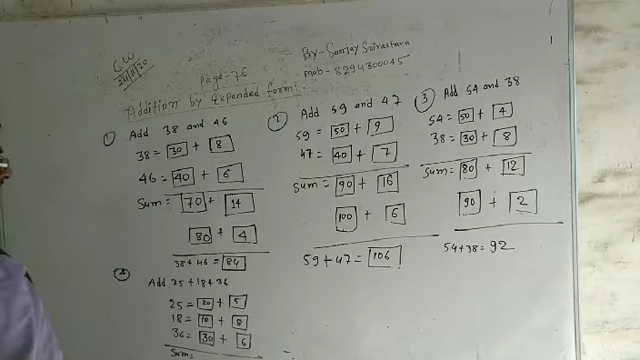 C.W
24/8/20
Page:-76
By- Sanjay Srivastava
mob- 8294300045
Addition by Expanded form:
① Add 38 and 46
38 = 30 + 8
46 = 40 + 6
Sum = 70 + 14
80 + 4
38 + 46 = 84
② Add 59 and 47
59 = 50 + 9
47 = 40 + 7
Sum = 90 + 16
100 + 6
59 + 47 = 106
③ Add 54 and 38
54 = 50 + 4
38 = 30 + 8
Sum = 80 + 12
90 + 2
54 + 38 = 92
④
Add 25 + 18 + 36
25 = 20 + 5
18 = 10 + 8
36 = 30 + 6
Sum =